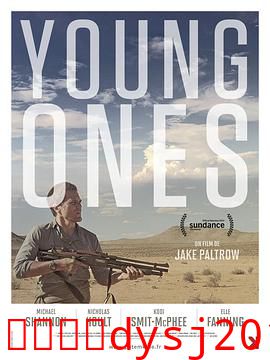 YOUNG
ONES
sundance
UN FILM DE
JAKE PALTROW
MICHAEL NICHOLAS KODI ELLE
SHANNON HOULT SMIT-McPHEE FANNING
.dysj2Q